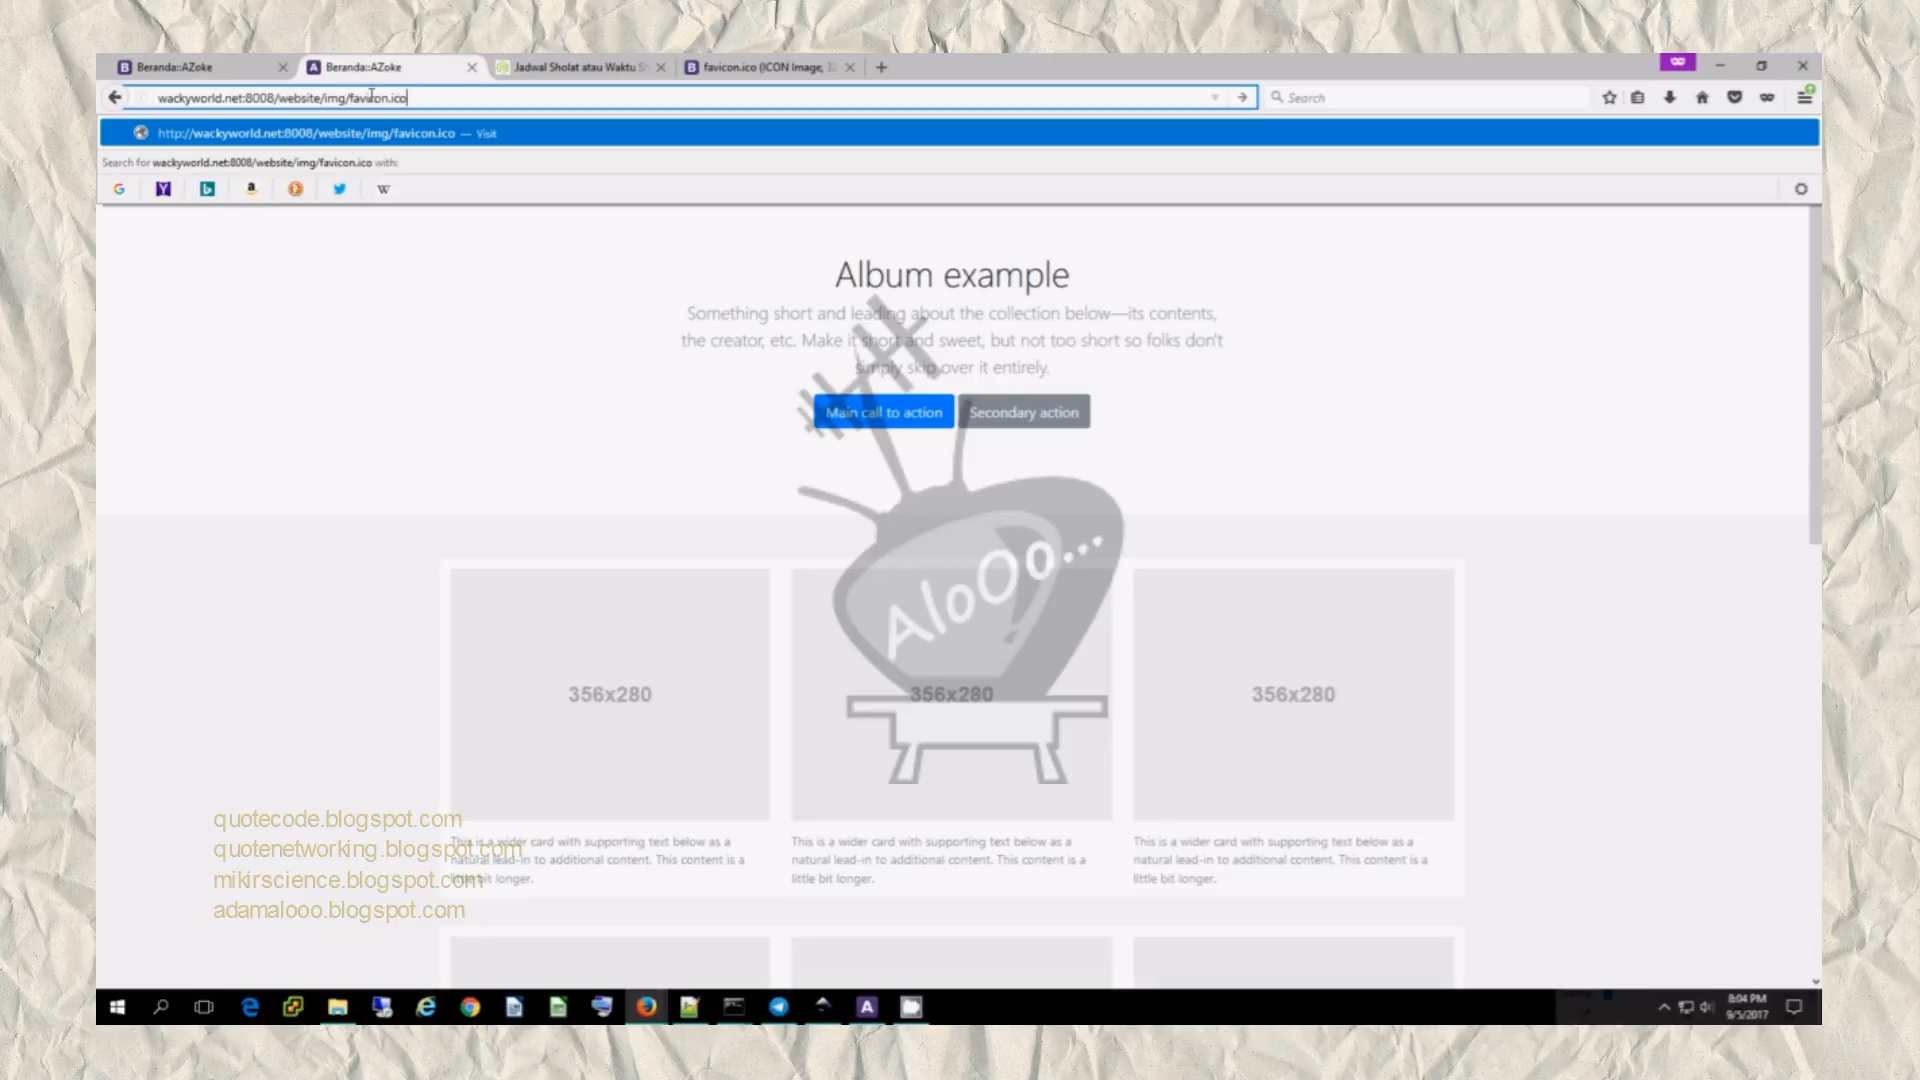 Beranda::AZoke
Beranda::AZoke
Jadwal Sholat atau Waktu Sh
favicon.ico (ICON Image, 32
wackyworld.net:8008/website/img/favicon.ico
Search
http://wackyworld.net:8008/website/img/favicon.ico — Visit
Search for wackyworld.net:8008/website/img/favicon.ico with:
Album example
Something short and leading about the collection below—its contents,
the creator, etc. Make it short and sweet, but not too short so folks don't
simply skip over it entirely.
Main call to action
Secondary action
AloOo...
356x280
356x280
356x280
This is a wider card with supporting text below as a
natural lead-in to additional content. This content is a
little bit longer.
This is a wider card with supporting text below as a
natural lead-in to additional content. This content is a
little bit longer.
This is a wider card with supporting text below as a
natural lead-in to additional content. This content is a
little bit longer.
quotecode.blogspot.com
quotenetworking.blogspot.com
mikirscience.blogspot.com
adamalooo.blogspot.com
8:04 PM
9/5/2017